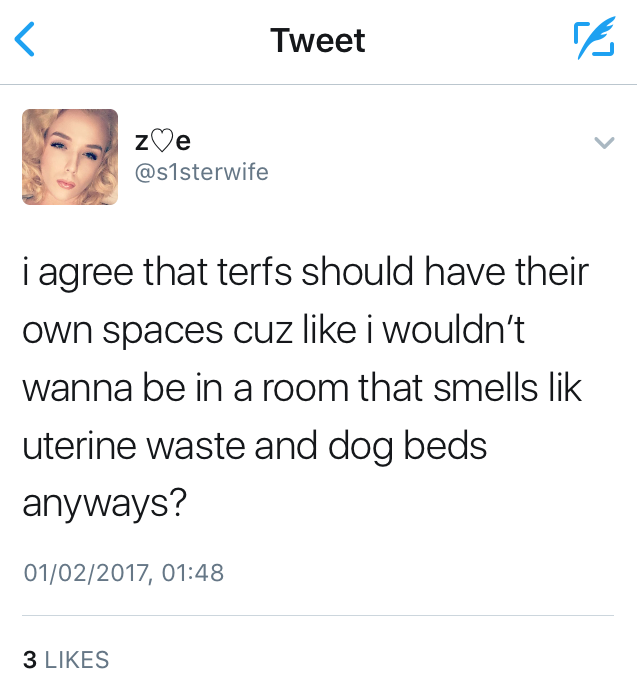 Tweet
z♡e
@s1sterwife
i agree that terfs should have their
own spaces cuz like i wouldn't
wanna be in a room that smells lik
uterine waste and dog beds
anyways?
01/02/2017, 01:48
3 LIKES